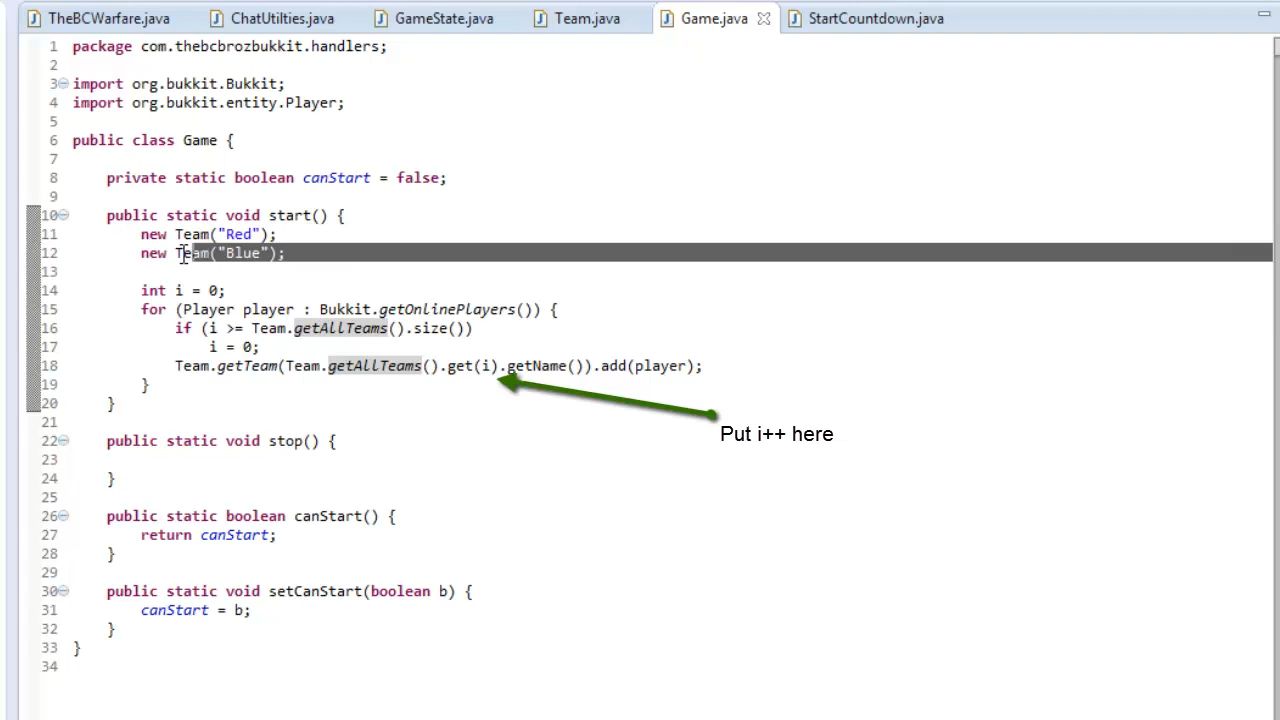 TheBCWarfare.java ChatUtilties.java GameState.java Team.java Game.java StartCountdown.java
1 package com.thebcbrozbukkit.handlers;
2
3 import org.bukkit.Bukkit;
4 import org.bukkit.entity.Player;
5
6 public class Game {
7
8 private static boolean canStart = false;
9
10 public static void start() {
11 new Team("Red");
12 new Team("Blue");
13
14 int i = 0;
15 for (Player player : Bukkit.getOnlinePlayers()) {
16 if (i >= Team.getAllTeams().size())
17 i = 0;
18 Team.getTeam(Team.getAllTeams().get(i).getName()).add(player);
19 }
20 }
Put i++ here
21
22 public static void stop() {
23
24 }
25
26 public static boolean canStart() {
27 return canStart;
28 }
29
30 public static void setCanStart(boolean b) {
31 canStart = b;
32 }
33 }
34